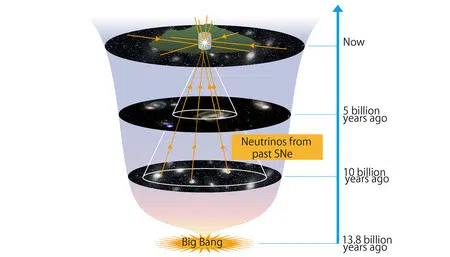 Now
5 billion
years ago
Neutrinos from
past SNe
10 billion
years ago
Big Bang
13.8 billion
years ago